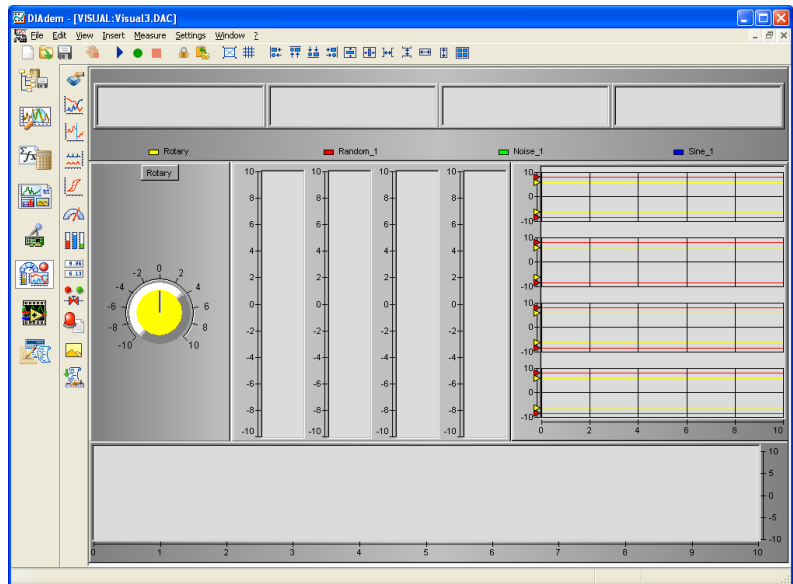 DIAdem - [VISUAL:Visual3.DAC]
File Edit View Insert Measure Settings Window ?
Rotary Random_1 Noise_1 Sine_1
Rotary
-10 -8 -6 -4 -2 0 2 4 6 8 10
10 10 10 10
8 8 8 8
6 6 6 6
4 4 4 4
2 2 2 2
0 0 0 0
-2 -2 -2 -2
-4 -4 -4 -4
-6 -6 -6 -6
-8 -8 -8 -8
-10 -10 -10 -10
10
0
-10
10
0
-10
10
0
-10
10
0
-10
0 2 4 6 8 10
10
5
0
-5
-10
0 1 2 3 4 5 6 7 8 9 10